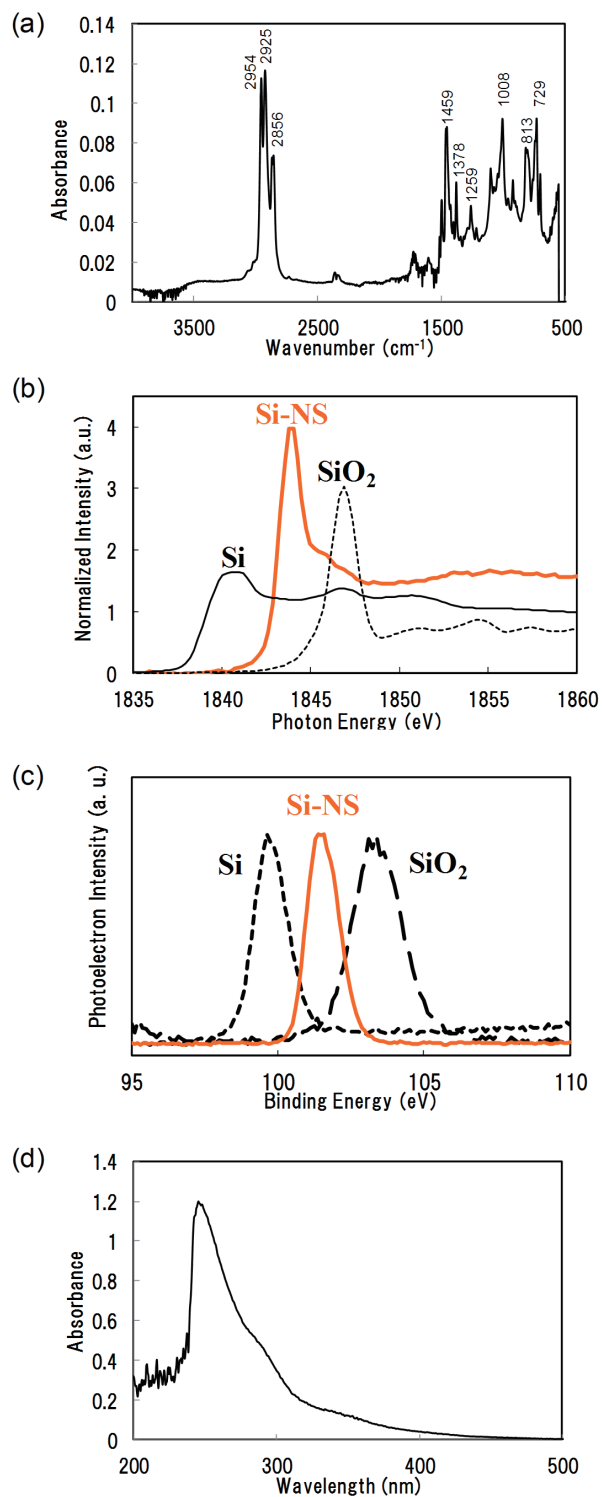 (a)
0.14
0.12
0.1
0.08
0.06
0.04
0.02
0
Absorbance
2954
2925
2856
1459
1378
1259
1008
813
729
3500 2500 1500 500
Wavenumber (cm⁻¹)
(b)
4
3
2
1
0
Normalized Intensity (a.u.)
Si-NS
SiO₂
Si
1835 1840 1845 1850 1855 1860
Photon Energy (eV)
(c)
Photoelectron Intensity (a. u.)
Si-NS
Si
SiO₂
95 100 105 110
Binding Energy (eV)
(d)
1.4
1.2
1
0.8
0.6
0.4
0.2
0
Absorbance
200 300 400 500
Wavelength (nm)